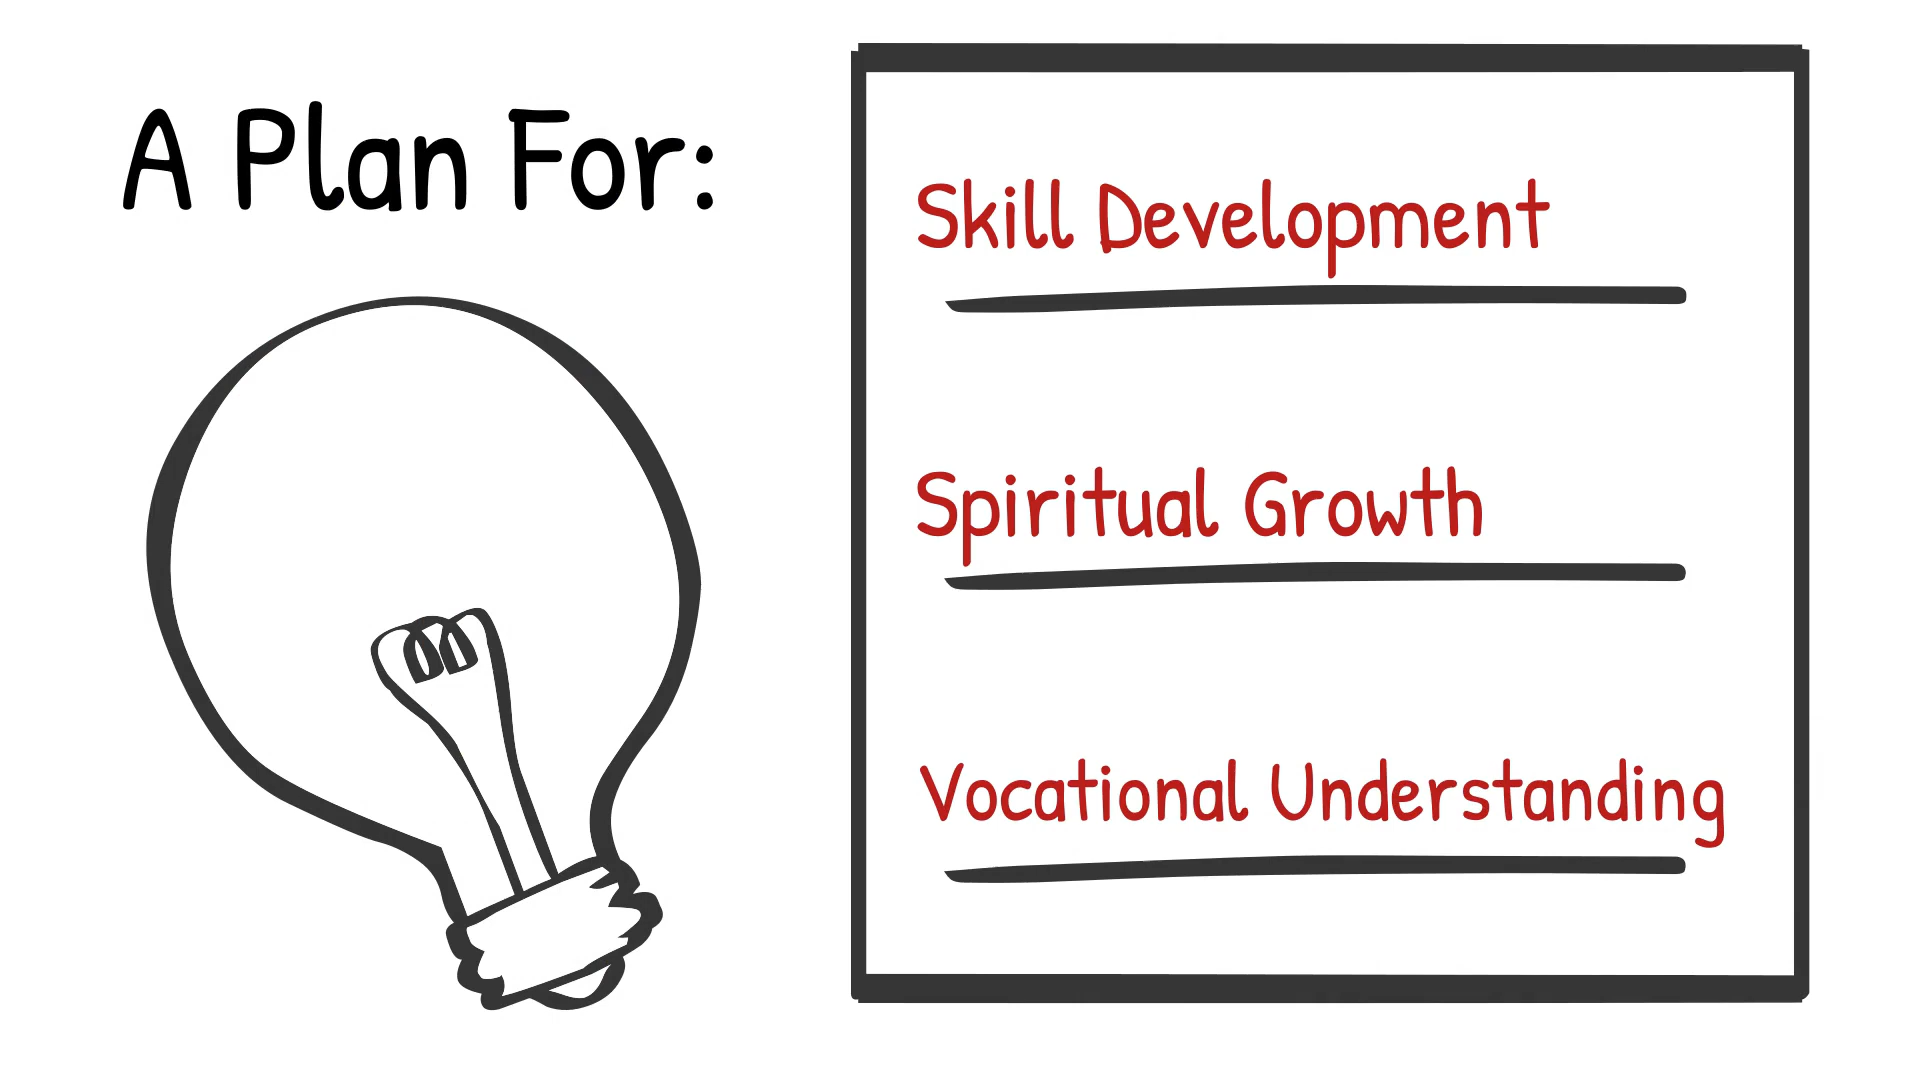 A Plan For:
Skill Development
Spiritual Growth
Vocational Understanding